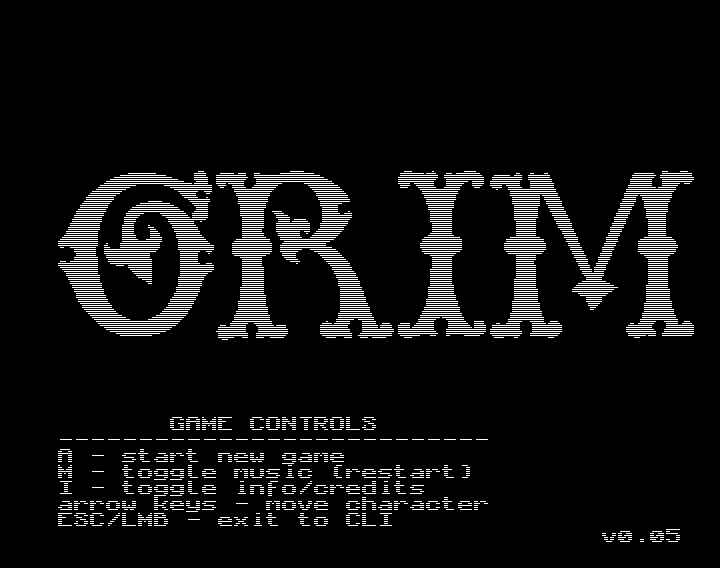 GRIM
GAME CONTROLS
---------------------------
A - start new game
M - toggle music (restart)
I - toggle info/credits
arrow keys - move character
ESC/LMB - exit to CLI
v0.05